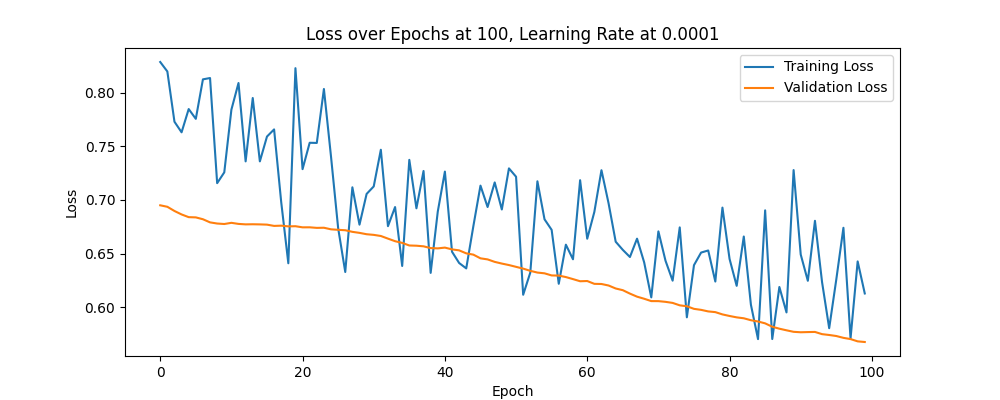 Loss over Epochs at 100, Learning Rate at 0.0001
Training Loss
Validation Loss
0.80
0.75
0.70
0.65
0.60
Loss
0
20
40
60
80
100
Epoch